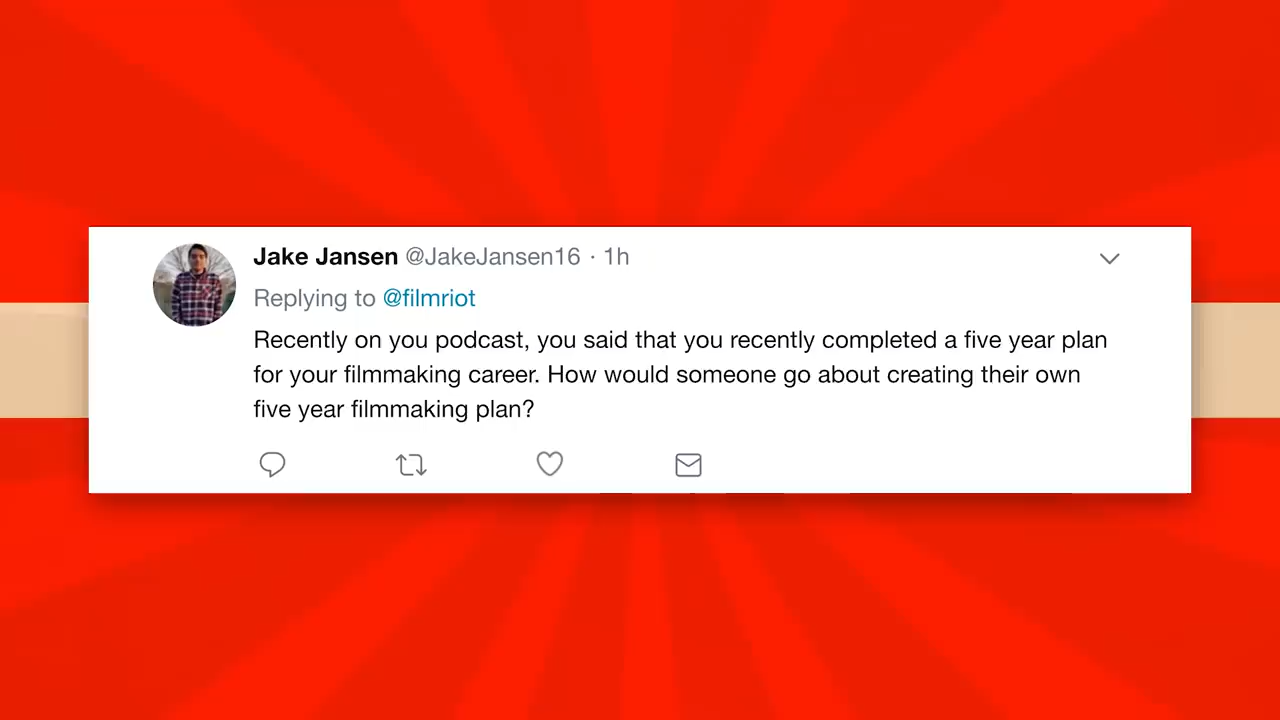 Jake Jansen @JakeJansen16 · 1h
Replying to @filmriot
Recently on you podcast, you said that you recently completed a five year plan
for your filmmaking career. How would someone go about creating their own
five year filmmaking plan?